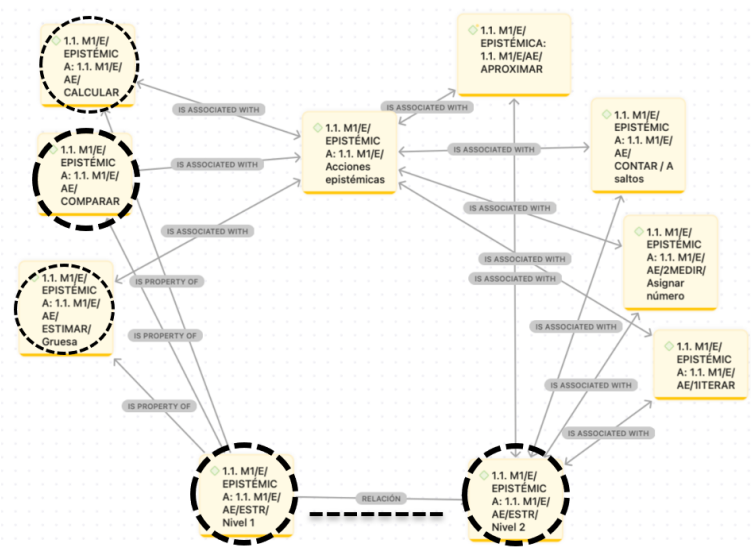 1.1. M1/E/
EPISTÉMIC
A: 1.1. M1/E/
AE/
CALCULAR
1.1. M1/E/
EPISTÉMICA:
1.1. M1/E/AE/
APROXIMAR
IS ASSOCIATED WITH
IS ASSOCIATED WITH
1.1. M1/E/
EPISTÉMIC
A: 1.1. M1/E/
Acciones
epistémicas
1.1. M1/E/
EPISTÉMIC
A: 1.1. M1/E/
AE/
CONTAR / A
saltos
1.1. M1/E/
EPISTÉMIC
A: 1.1. M1/E/
AE/
COMPARAR
IS ASSOCIATED WITH
IS ASSOCIATED WITH
IS ASSOCIATED WITH
IS ASSOCIATED WITH
1.1. M1/E/
EPISTÉMIC
A: 1.1. M1/E/
AE/2MEDIR/
Asignar
número
IS ASSOCIATED WITH
IS ASSOCIATED WITH
1.1. M1/E/
EPISTÉMIC
A: 1.1. M1/E/
AE/
ESTIMAR/
Gruesa
IS PROPERTY OF
IS PROPERTY OF
IS PROPERTY OF
IS ASSOCIATED WITH
1.1. M1/E/
EPISTÉMIC
A: 1.1. M1/E/
AE/1ITERAR
IS ASSOCIATED WITH
IS ASSOCIATED WITH
1.1. M1/E/
EPISTÉMIC
A: 1.1. M1/E/
AE/ESTR/
Nivel 1
RELACIÓN
1.1. M1/E/
EPISTÉMIC
A: 1.1. M1/E/
AE/ESTR/
Nivel 2